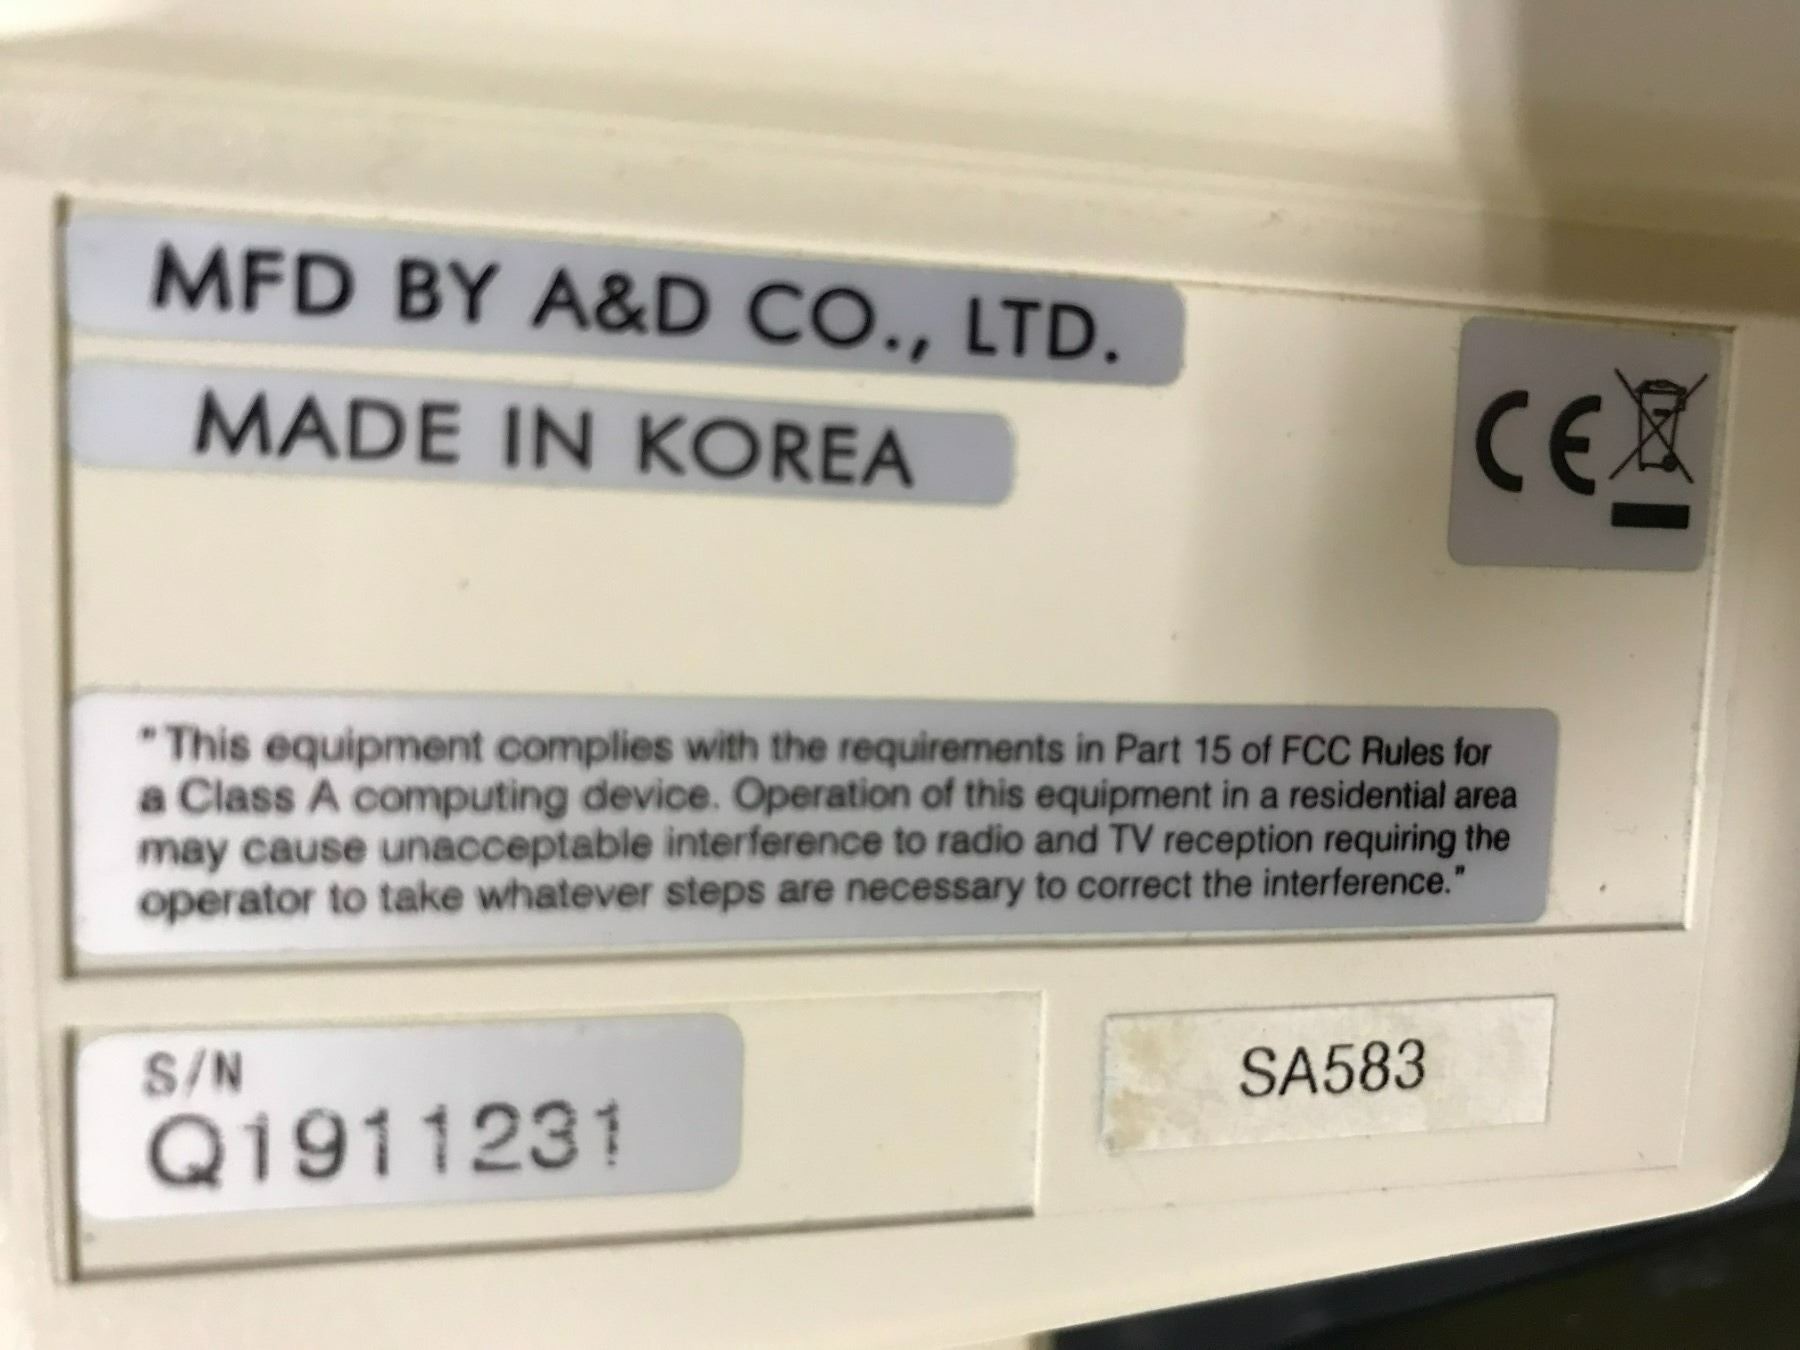 MFD BY A&D CO., LTD.
MADE IN KOREA
CE
"This equipment complies with the requirements in Part 15 of FCC Rules for
a Class A computing device. Operation of this equipment in a residential area
may cause unacceptable interference to radio and TV reception requiring the
operator to take whatever steps are necessary to correct the interference."
S/N
Q1911231
SA583